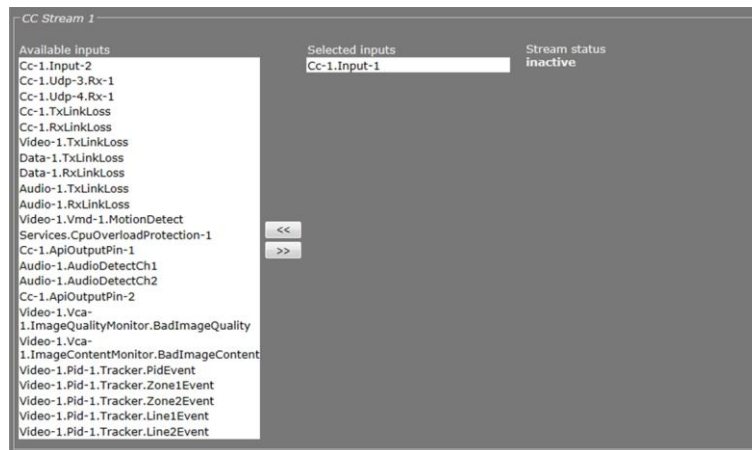 CC Stream 1
Available inputs
Cc-1.Input-2
Cc-1.Udp-3.Rx-1
Cc-1.Udp-4.Rx-1
Cc-1.TxLinkLoss
Cc-1.RxLinkLoss
Video-1.TxLinkLoss
Data-1.TxLinkLoss
Data-1.RxLinkLoss
Audio-1.TxLinkLoss
Audio-1.RxLinkLoss
Video-1.Vmd-1.MotionDetect
Services.CpuOverloadProtection-1
Cc-1.ApiOutputPin-1
Audio-1.AudioDetectCh1
Audio-1.AudioDetectCh2
Cc-1.ApiOutputPin-2
Video-1.Vca-
1.ImageQualityMonitor.BadImageQuality
Video-1.Vca-
1.ImageContentMonitor.BadImageContent
Video-1.Pid-1.Tracker.PidEvent
Video-1.Pid-1.Tracker.Zone1Event
Video-1.Pid-1.Tracker.Zone2Event
Video-1.Pid-1.Tracker.Line1Event
Video-1.Pid-1.Tracker.Line2Event
<<
>>
Selected inputs
Cc-1.Input-1
Stream status
inactive